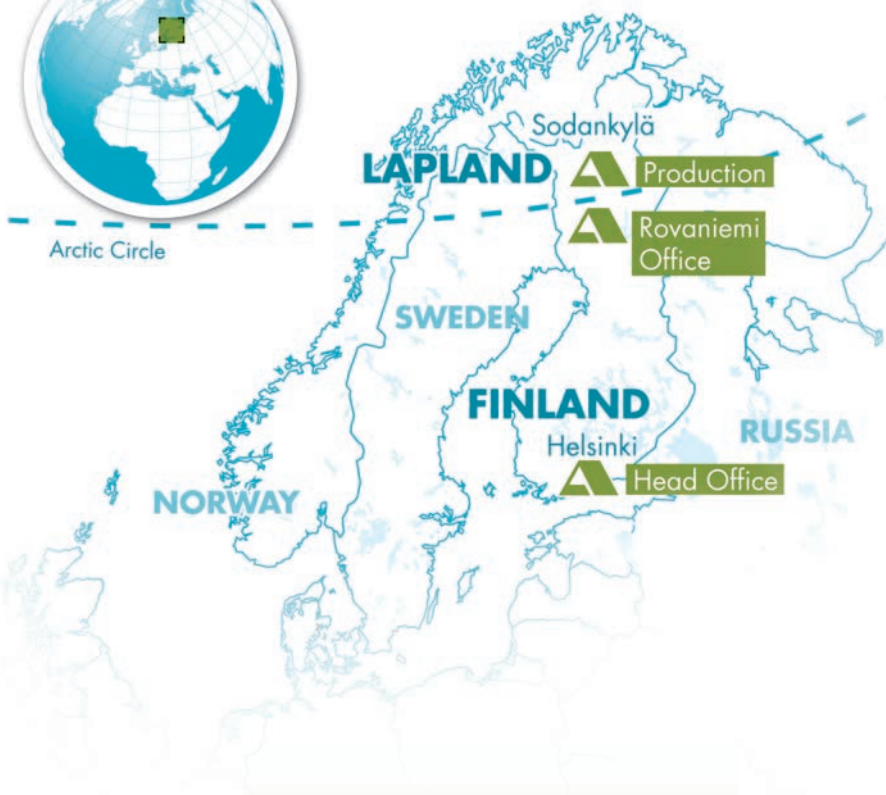 Sodankylä
LAPLAND
Production
Arctic Circle
Rovaniemi
Office
SWEDEN
FINLAND
Helsinki
RUSSIA
Head Office
NORWAY